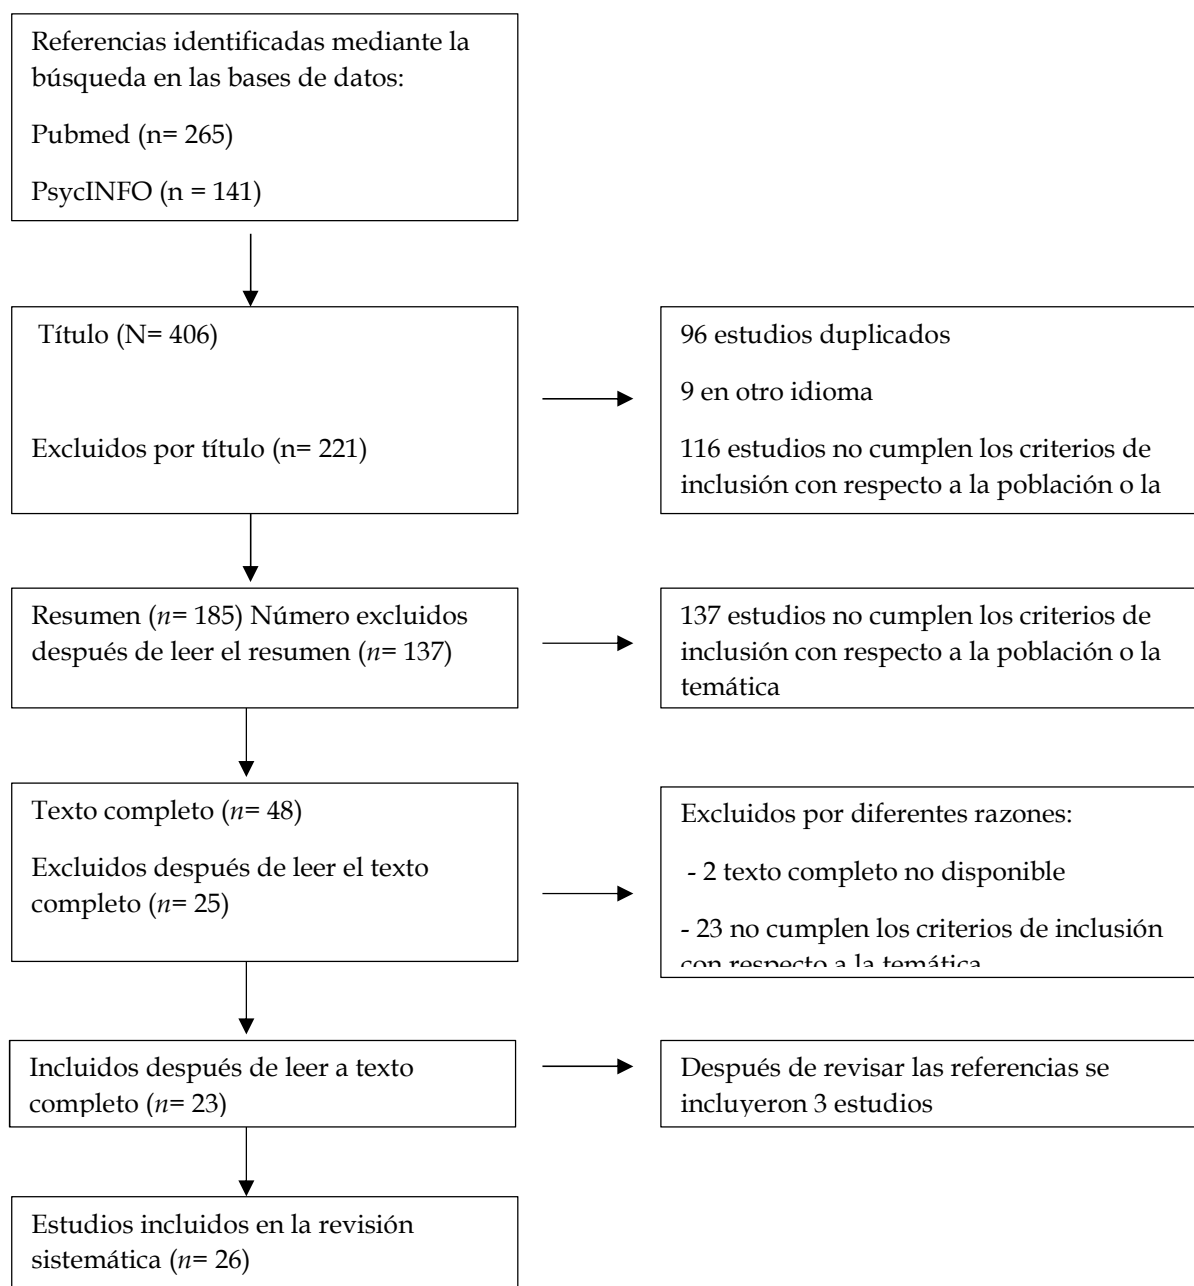 Referencias identificadas mediante la
búsqueda en las bases de datos:
Pubmed (n= 265)
PsycINFO (n = 141)
Título (N= 406)
Excluidos por título (n= 221)
96 estudios duplicados
9 en otro idioma
116 estudios no cumplen los criterios de
inclusión con respecto a la población o la
Resumen (n= 185) Número excluidos
después de leer el resumen (n= 137)
137 estudios no cumplen los criterios de
inclusión con respecto a la población o la
temática
Texto completo (n= 48)
Excluidos después de leer el texto
completo (n= 25)
Excluidos por diferentes razones:
- 2 texto completo no disponible
- 23 no cumplen los criterios de inclusión
con respecto a la temática
Incluidos después de leer a texto
completo (n= 23)
Después de revisar las referencias se
incluyeron 3 estudios
Estudios incluidos en la revisión
sistemática (n= 26)